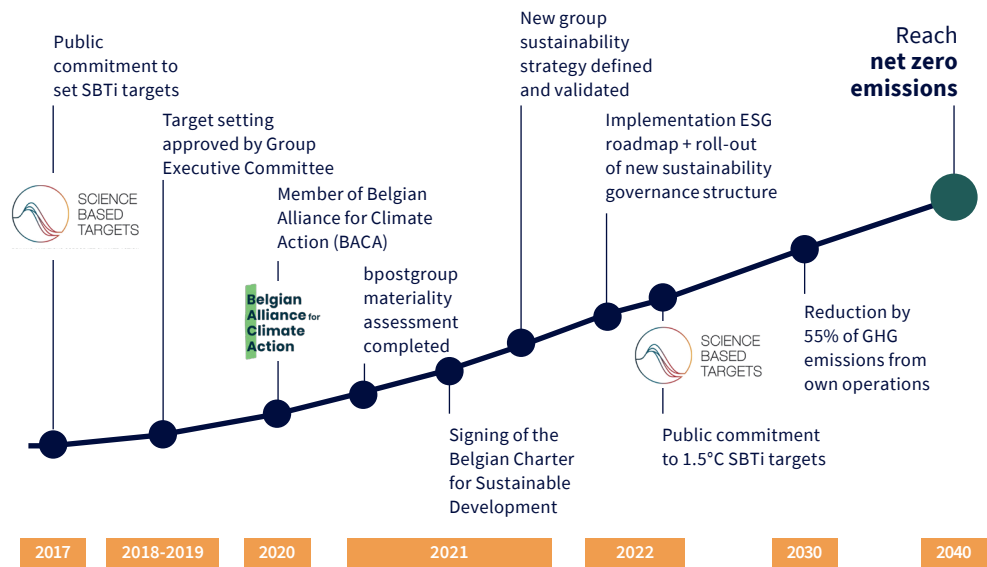 Public
commitment to
set SBTi targets
SCIENCE
BASED
TARGETS
Target setting
approved by Group
Executive Committee
Member of Belgian
Alliance for Climate
Action (BACA)
Belgian
Alliance for
Climate
Action
bpostgroup
materiality
assessment
completed
Signing of the
Belgian Charter
for Sustainable
Development
New group
sustainability
strategy defined
and validated
Implementation ESG
roadmap + roll-out
of new sustainability
governance structure
SCIENCE
BASED
TARGETS
Public commitment
to 1.5°C SBTi targets
Reduction by
55% of GHG
emissions from
own operations
Reach
net zero
emissions
2017
2018-2019
2020
2021
2022
2030
2040